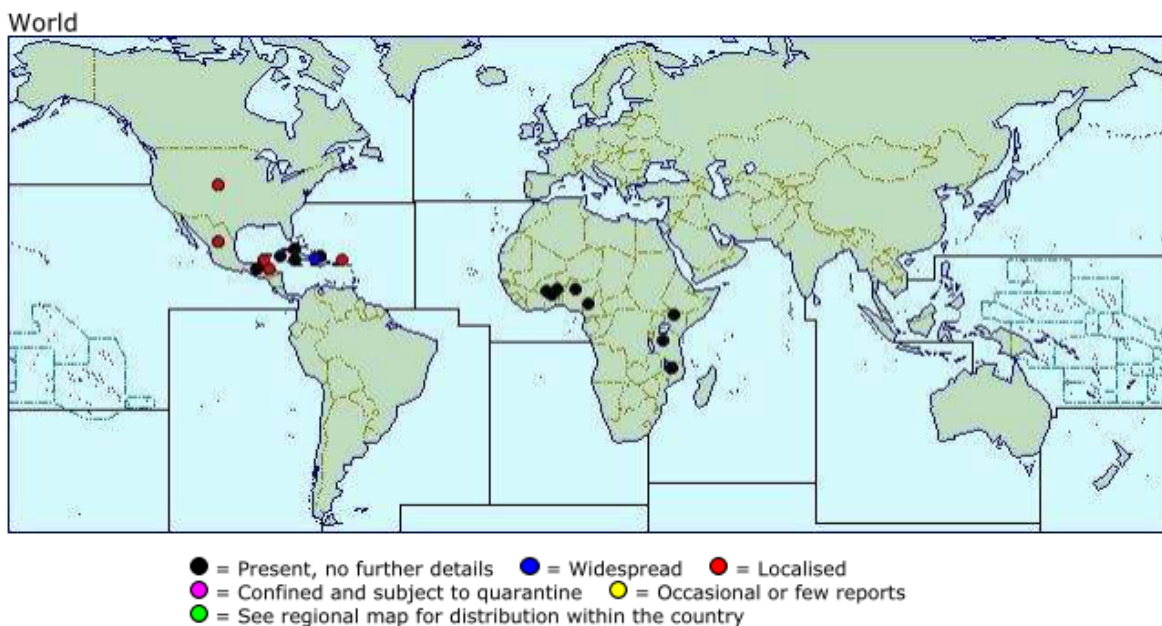 World
= Present, no further details = Widespread = Localised
= Confined and subject to quarantine = Occasional or few reports
= See regional map for distribution within the country